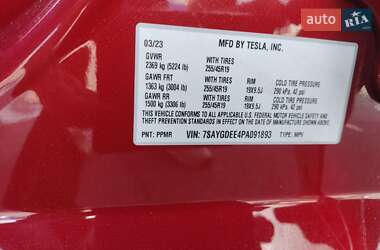 auto RIA
.com
03/23 MFD BY TESLA, INC.
GVWR
2369 kg (5224 lb) WITH TIRES 255/45R19
GAWR FRT WITH TIRES RIM COLD TIRE PRESSURE
1363 kg (3004 lb) 255/45R19 19X9.5J 290 kPa, 42 psi
GAWR RR WITH TIRES RIM COLD TIRE PRESSURE
1500 kg (3306 lb) 255/45R19 19X9.5J 290 kPa, 42 psi
THIS VEHICLE CONFORMS TO ALL APPLICABLE U.S.
FEDERAL MOTOR VEHICLE SAFETY, BUMPER, AND
THEFT PREVENTION STANDARDS IN EFFECT ON THE
DATE OF MANUFACTURE SHOWN ABOVE.
PNT: PPMR VIN: 7SAYGDEE4PA091893 TYPE: MPV